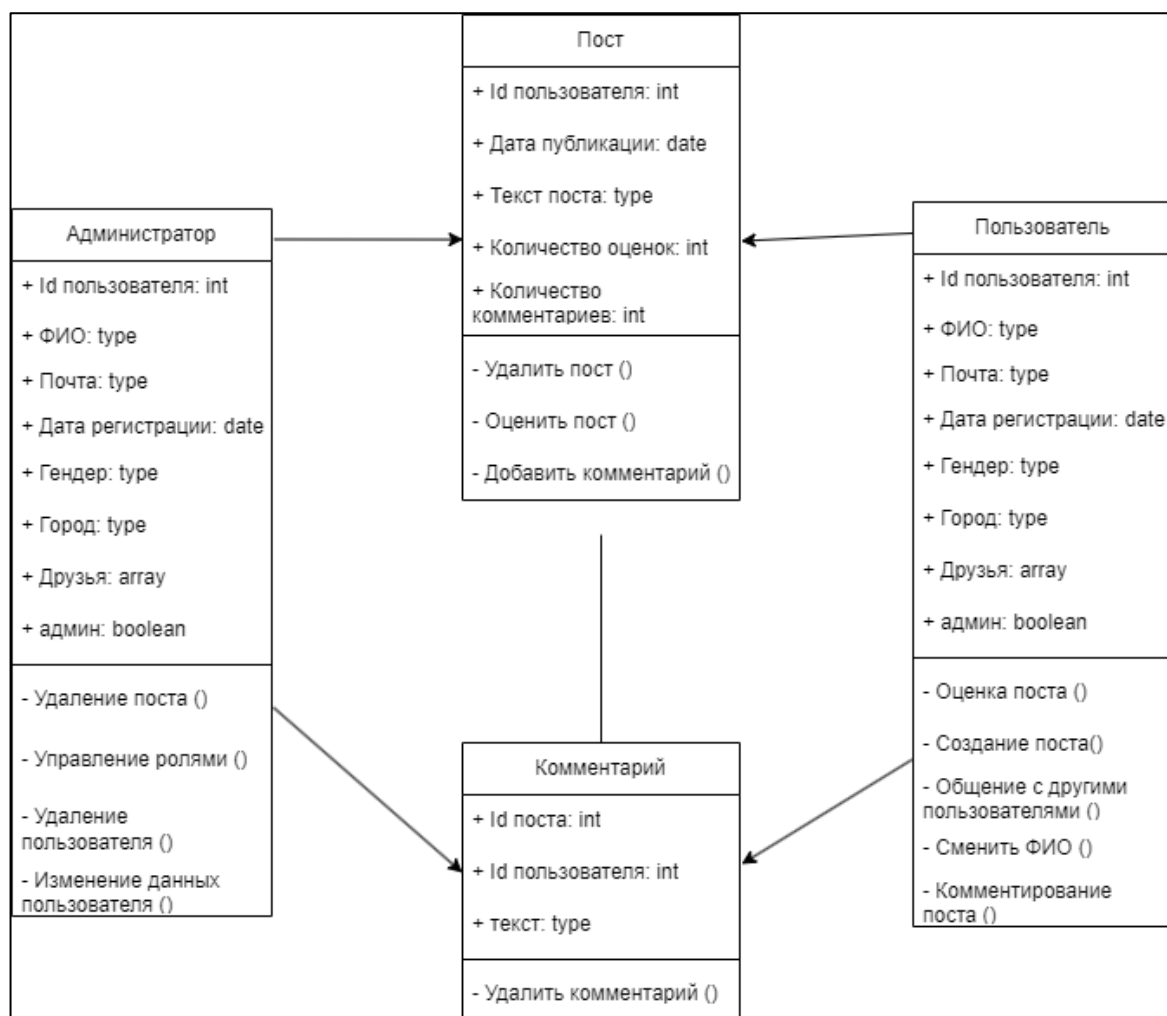 Пост
+ Id пользователя: int
+ Дата публикации: date
+ Текст поста: type
+ Количество оценок: int
+ Количество
комментариев: int
- Удалить пост ()
- Оценить пост ()
- Добавить комментарий ()
Администратор
+ Id пользователя: int
+ ФИО: type
+ Почта: type
+ Дата регистрации: date
+ Гендер: type
+ Город: type
+ Друзья: array
+ админ: boolean
- Удаление поста ()
- Управление ролями ()
- Удаление
пользователя ()
- Изменение данных
пользователя ()
Пользователь
+ Id пользователя: int
+ ФИО: type
+ Почта: type
+ Дата регистрации: date
+ Гендер: type
+ Город: type
+ Друзья: array
+ админ: boolean
- Оценка поста ()
- Создание поста()
- Общение с другими
пользователями ()
- Сменить ФИО ()
- Комментирование
поста ()
Комментарий
+ Id поста: int
+ Id пользователя: int
+ текст: type
- Удалить комментарий ()